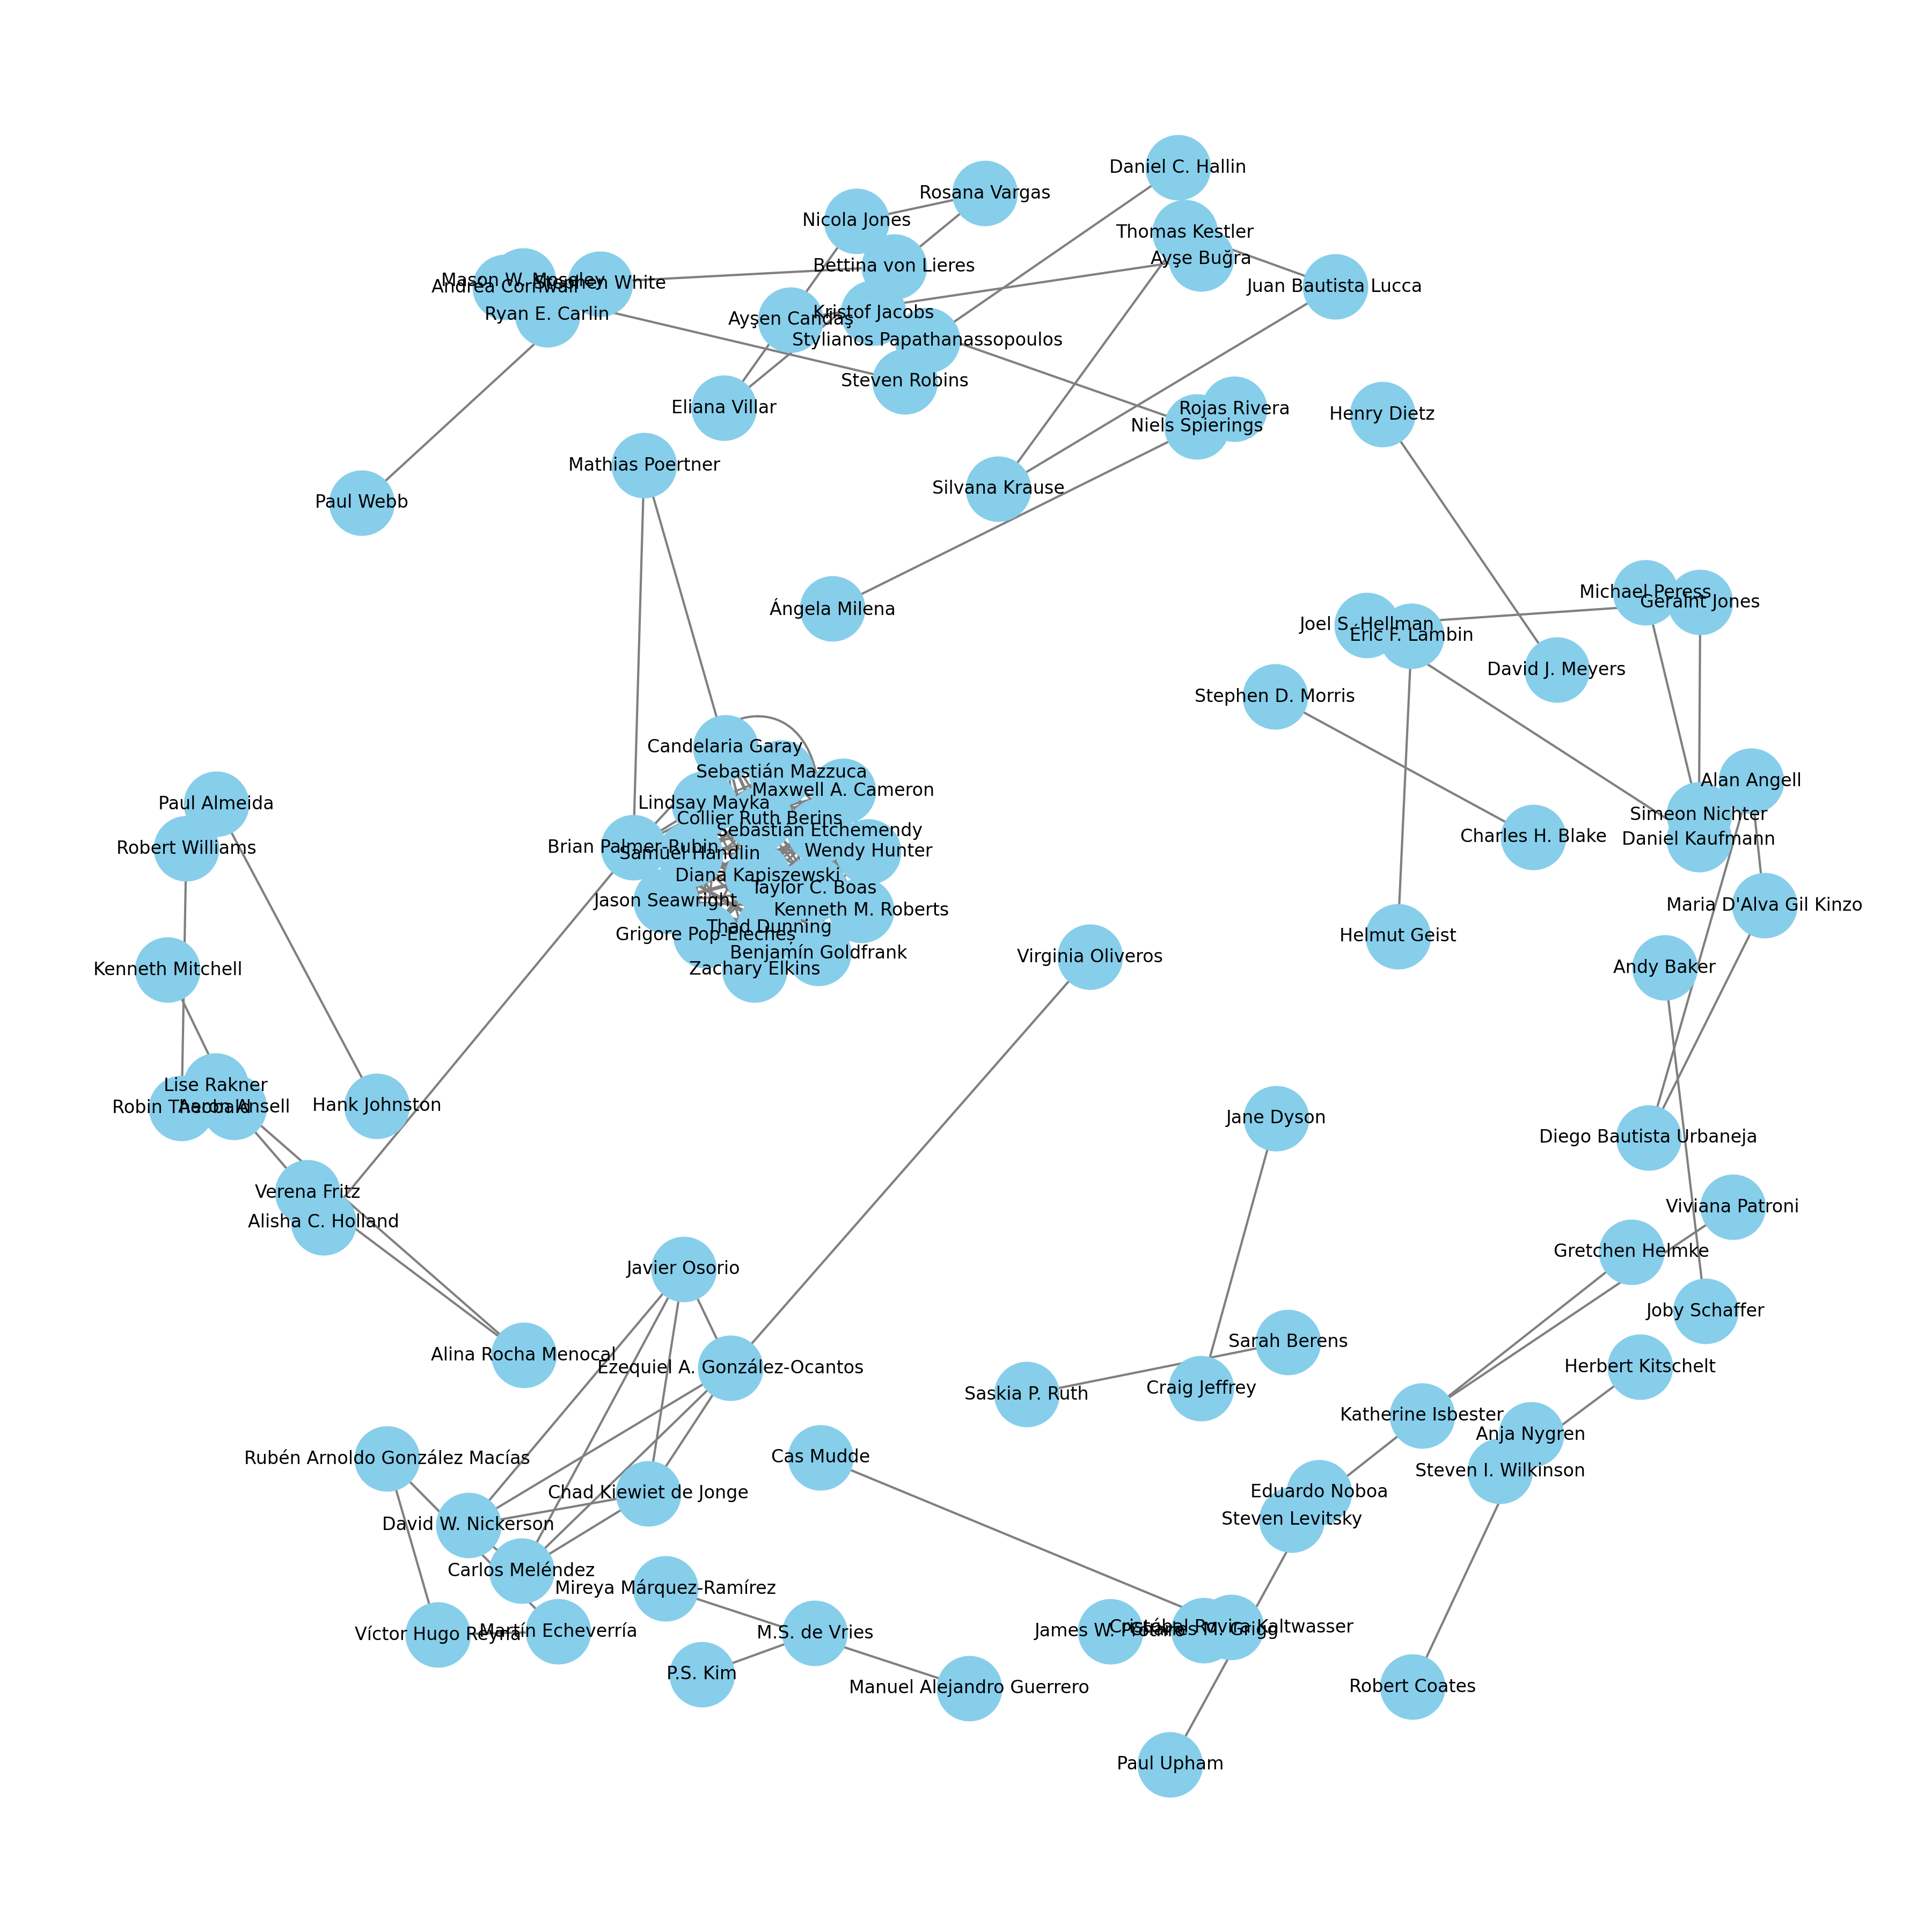 Daniel C. Hallin
Rosana Vargas
Nicola Jones
Thomas Kestler
Ayşe Buğra
Bettina von Lieres
Mason W. Moseley
Stephen White
Andrea Cornwall
Juan Bautista Lucca
Ryan E. Carlin
Kristof Jacobs
Ayşen Candaş
Stylianos Papathanassopoulos
Steven Robins
Eliana Villar
Rojas Rivera
Henry Dietz
Niels Spierings
Mathias Poertner
Silvana Krause
Paul Webb
Michael Peress
Geraint Jones
Ángela Milena
Joel S. Hellman
Éric F. Lambin
David J. Meyers
Stephen D. Morris
Candelaria Garay
Sebastián Mazzuca
Alan Angell
Maxwell A. Cameron
Lindsay Mayka
Paul Almeida
Simeon Nichter
Collier Ruth Berins
Sebastián Etchemendy
Charles H. Blake
Daniel Kaufmann
Robert Williams
Brian Palmer-Rubin
Wendy Hunter
Samuel Handlin
Diana Kapiszewski
Taylor C. Boas
Jason Seawright
Maria D'Alva Gil Kinzo
Kenneth M. Roberts
Thad Dunning
Grigore Pop-Eleches
Helmut Geist
Benjamín Goldfrank
Virginia Oliveros
Andy Baker
Kenneth Mitchell
Zachary Elkins
Lise Rakner
Robin Theobald
Aaron Ansell
Hank Johnston
Jane Dyson
Diego Bautista Urbaneja
Verena Fritz
Viviana Patroni
Alisha C. Holland
Gretchen Helmke
Javier Osorio
Joby Schaffer
Sarah Berens
Alina Rocha Menocal
Ezequiel A. González-Ocantos
Herbert Kitschelt
Craig Jeffrey
Saskia P. Ruth
Katherine Isbester
Anja Nygren
Rubén Arnoldo González Macías
Cas Mudde
Steven I. Wilkinson
Chad Kiewiet de Jonge
Eduardo Noboa
Steven Levitsky
David W. Nickerson
Carlos Meléndez
Mireya Márquez-Ramírez
Cristóbal Rovira Kaltwasser
James W.
M. Grigg
Martín Echeverría
M.S. de Vries
Víctor Hugo Reyna
P.S. Kim
Robert Coates
Manuel Alejandro Guerrero
Paul Upham